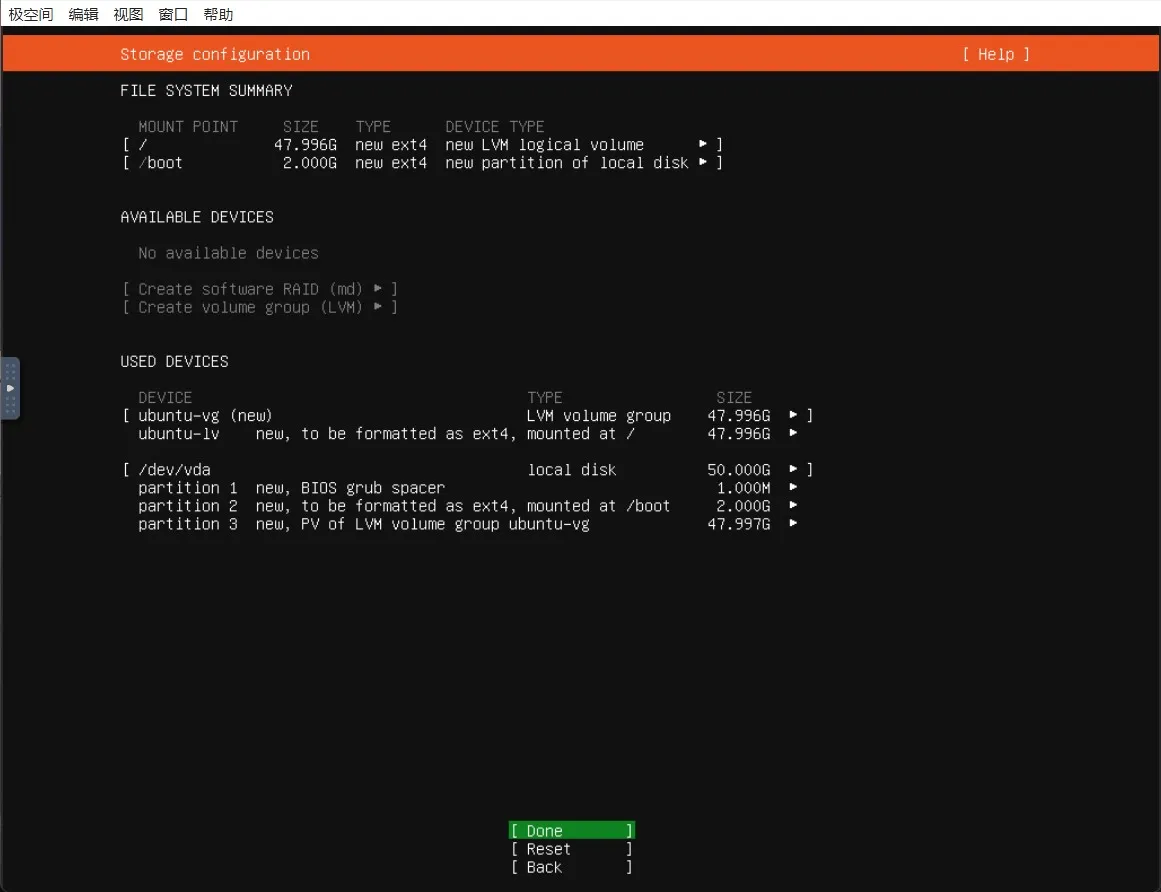 极空间 编辑 视图 窗口 帮助
Storage configuration [ Help ]
FILE SYSTEM SUMMARY
MOUNT POINT SIZE TYPE DEVICE TYPE
[ / 47.996G new ext4 new LVM logical volume ▸ ]
[ /boot 2.000G new ext4 new partition of local disk ▸ ]
AVAILABLE DEVICES
No available devices
[ Create software RAID (md) ▸ ]
[ Create volume group (LVM) ▸ ]
USED DEVICES
DEVICE TYPE SIZE
[ ubuntu-vg (new) LVM volume group 47.996G ▸ ]
ubuntu-lv new, to be formatted as ext4, mounted at / 47.996G ▸
[ /dev/vda local disk 50.000G ▸ ]
partition 1 new, BIOS grub spacer 1.000M ▸
partition 2 new, to be formatted as ext4, mounted at /boot 2.000G ▸
partition 3 new, PV of LVM volume group ubuntu-vg 47.997G ▸
[ Done ]
[ Reset ]
[ Back ]